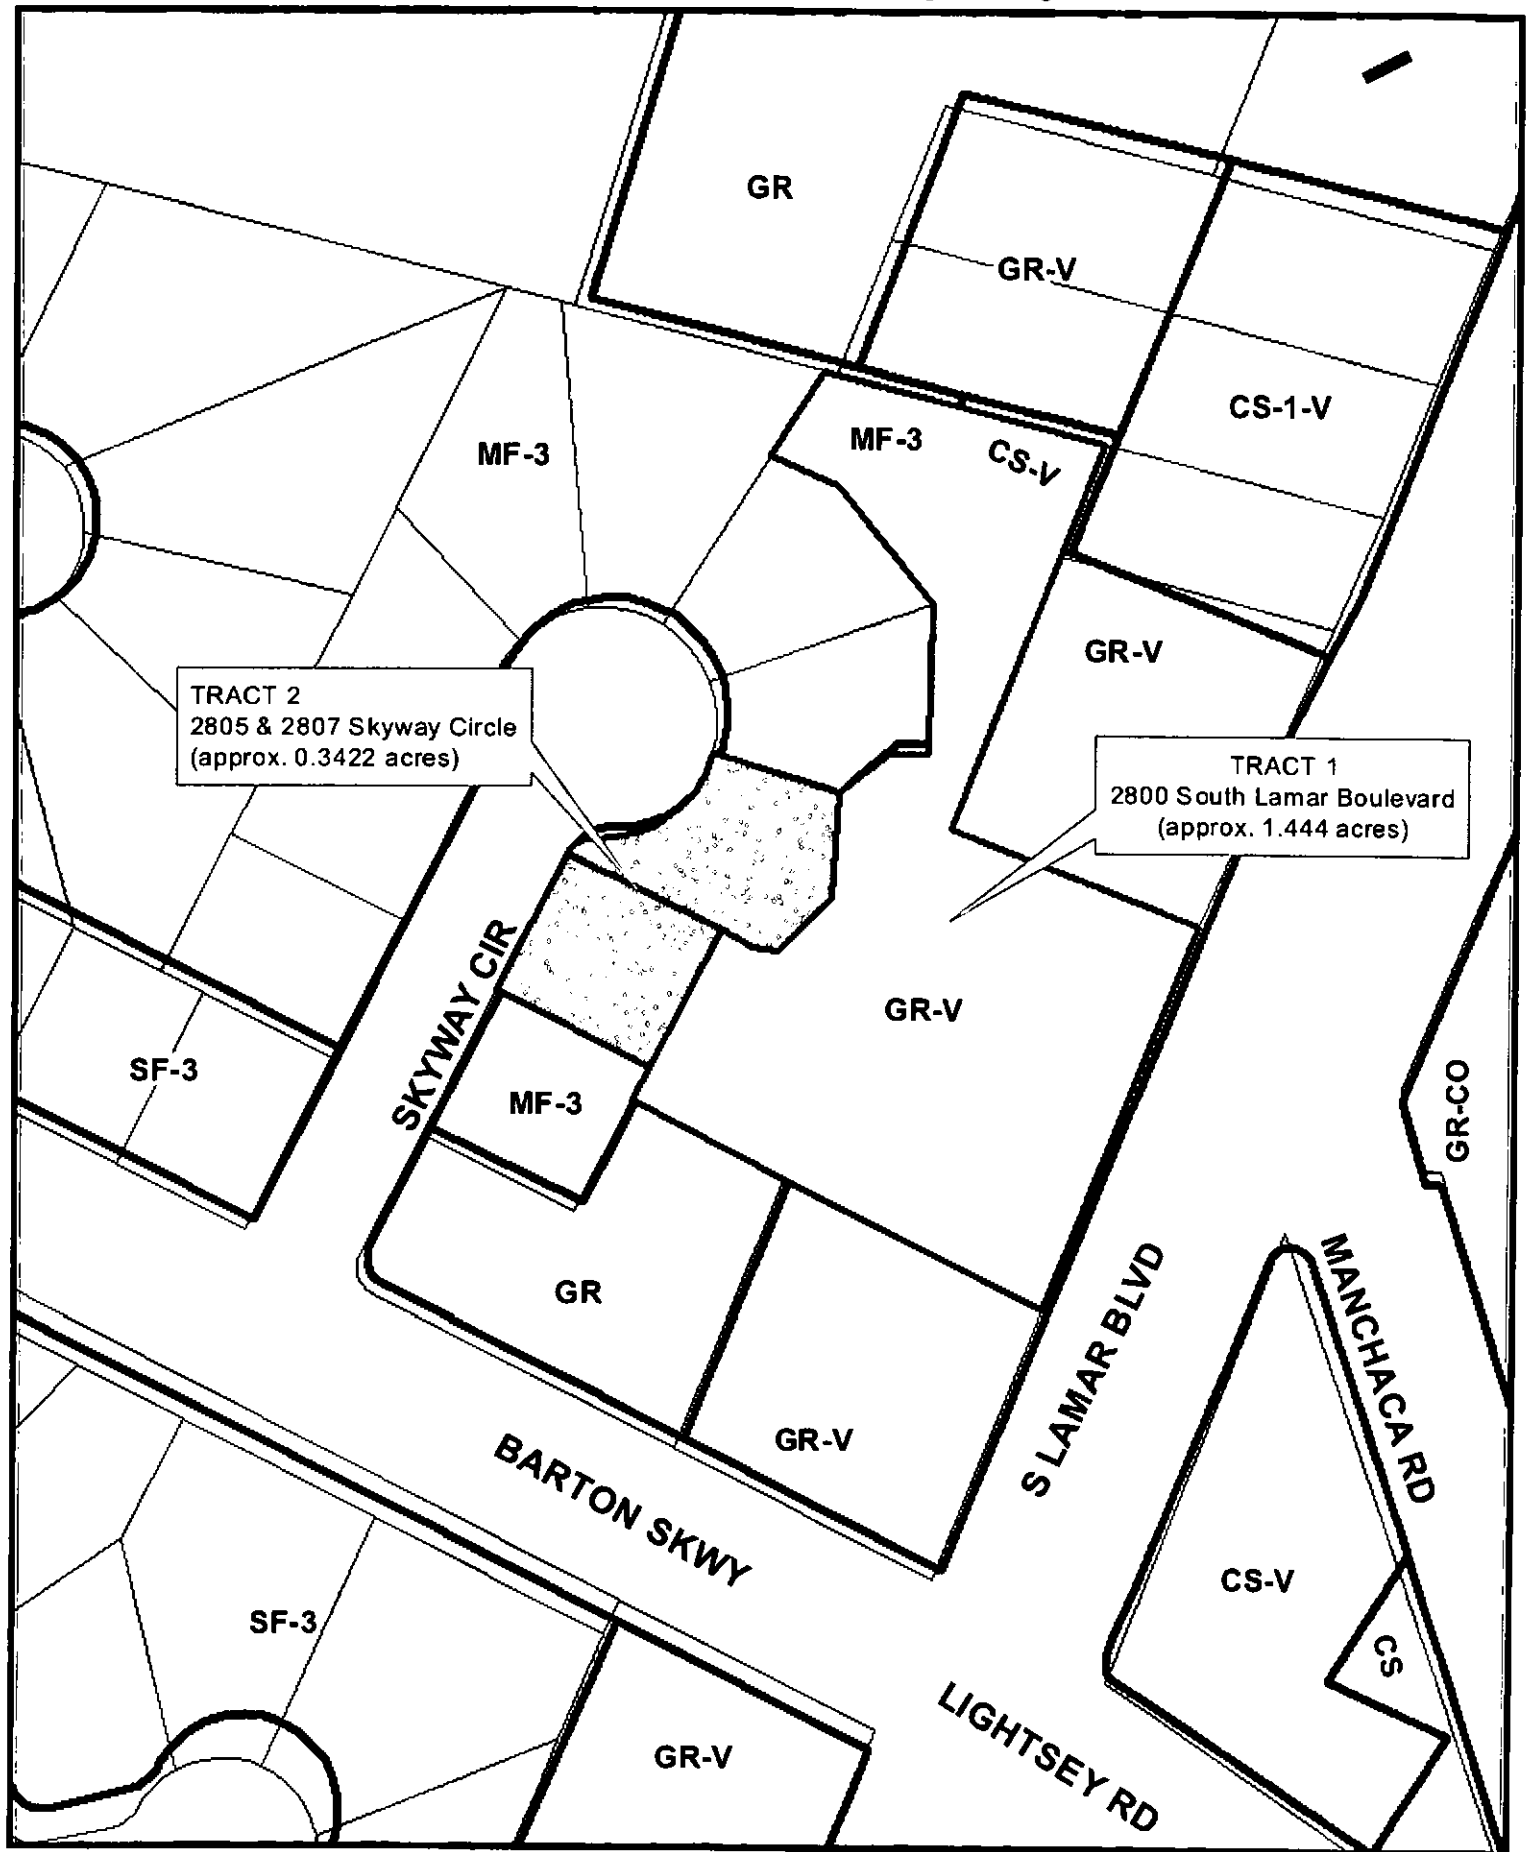 GR
GR-V
CS-1-V
MF-3
MF-3
CS-V
GR-V
TRACT 2
2805 & 2807 Skyway Circle
(approx. 0.3422 acres)
TRACT 1
2800 South Lamar Boulevard
(approx. 1.444 acres)
SKYWAY CIR
GR-V
SF-3
MF-3
GR-CO
GR
S LAMAR BLVD
MANCHACA RD
GR-V
BARTON SKWY
CS-V
SF-3
CS
GR-V
LIGHTSEY RD